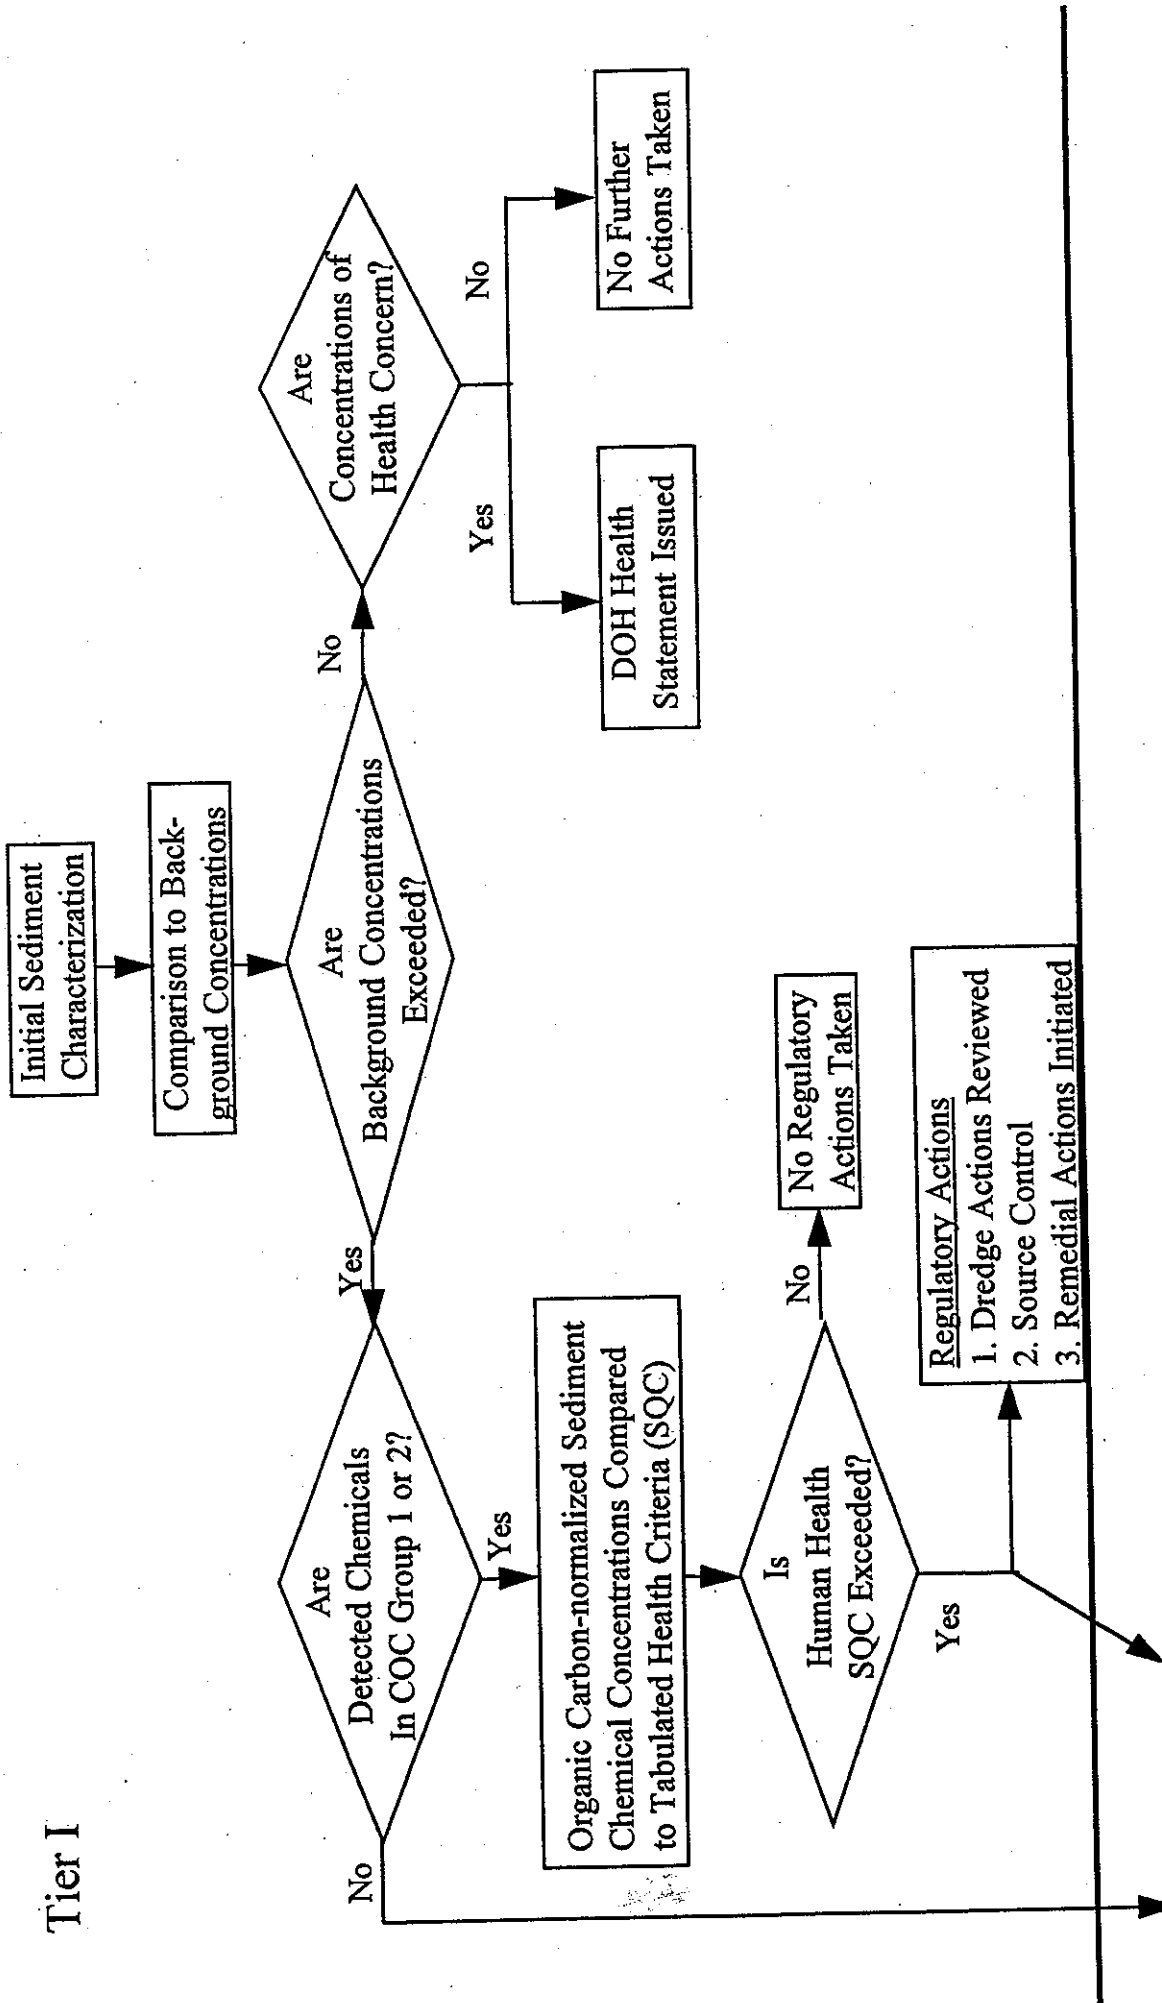 Tier I
Initial Sediment
Characterization
Comparison to Back-
ground Concentrations
Are
Background Concentrations
Exceeded?
Yes
No
Are
Detected Chemicals
In COC Group 1 or 2?
No
Yes
Are
Concentrations of
Health Concern?
Yes
No
DOH Health
Statement Issued
No Further
Actions Taken
Organic Carbon-normalized Sediment
Chemical Concentrations Compared
to Tabulated Health Criteria (SQC)
Is
Human Health
SQC Exceeded?
No
No Regulatory
Actions Taken
Yes
Regulatory Actions
1. Dredge Actions Reviewed
2. Source Control
3. Remedial Actions Initiated